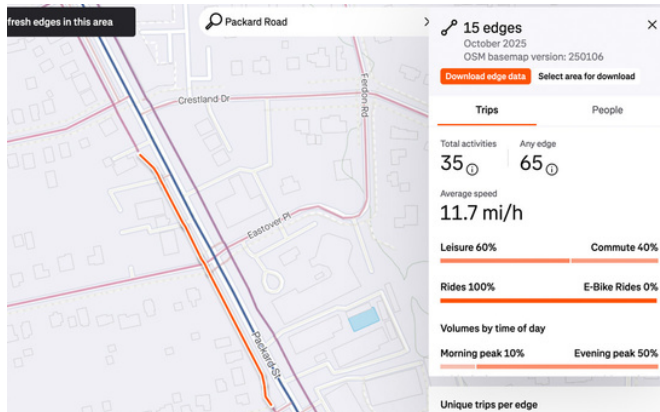 fresh edges in this area
Packard Road
15 edges
October 2025
OSM basemap version: 250106
Download edge data
Select area for download
Trips
People
Total activities
Any edge
35
65
Average speed
11.7 mi/h
Leisure 60%
Commute 40%
Rides 100%
E-Bike Rides 0%
Volumes by time of day
Morning peak 10%
Evening peak 50%
Unique trips per edge
Crestland Dr
Ferdon Rd
Eastover Pl
Packard St